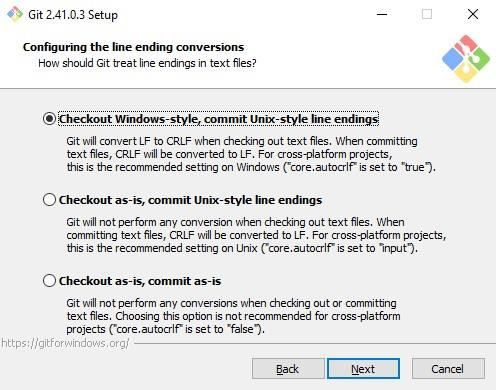 Git 2.41.0.3 Setup
Configuring the line ending conversions
How should Git treat line endings in text files?
Checkout Windows-style, commit Unix-style line endings
Git will convert LF to CRLF when checking out text files. When committing
text files, CRLF will be converted to LF. For cross-platform projects,
this is the recommended setting on Windows ("core.autocrlf" is set to "true").
Checkout as-is, commit Unix-style line endings
Git will not perform any conversion when checking out text files. When
committing text files, CRLF will be converted to LF. For cross-platform projects,
this is the recommended setting on Unix ("core.autocrlf" is set to "input").
Checkout as-is, commit as-is
Git will not perform any conversions when checking out or committing
text files. Choosing this option is not recommended for cross-platform
projects ("core.autocrlf" is set to "false").
https://gitforwindows.org/
Back
Next
Cancel